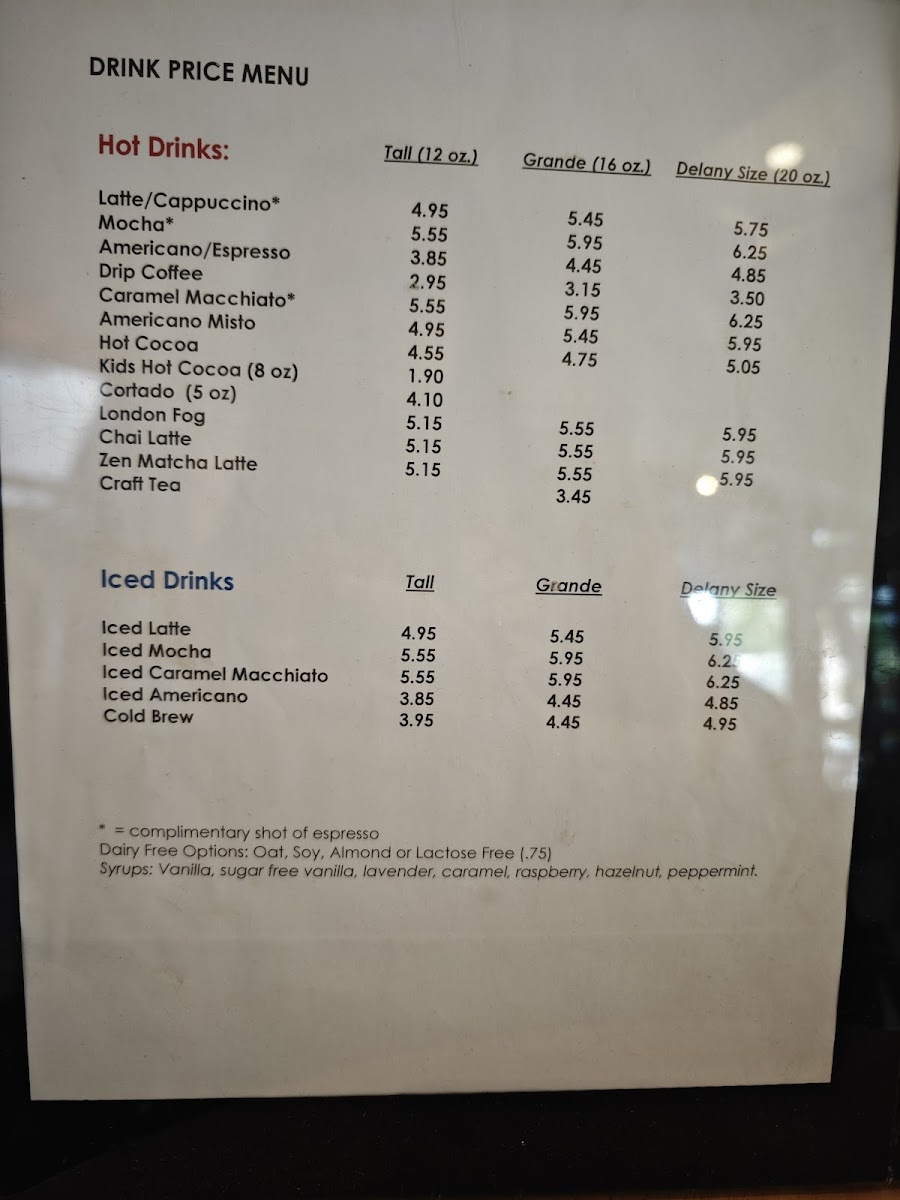 DRINK PRICE MENU
Hot Drinks: Tall (12 oz.) Grande (16 oz.) Delany Size (20 oz.)
Latte/Cappuccino* 4.95 5.45 5.75
Mocha* 5.55 5.95 6.25
Americano/Espresso 3.85 4.45 4.85
Drip Coffee 2.95 3.15 3.50
Caramel Macchiato* 5.55 5.95 6.25
Americano Misto 4.95 5.45 5.95
Hot Cocoa 4.55 4.75 5.05
Kids Hot Cocoa (8 oz) 1.90
Cortado (5 oz) 4.10
London Fog 5.15 5.55 5.95
Chai Latte 5.15 5.55 5.95
Zen Matcha Latte 5.15 5.55 5.95
Craft Tea 3.45
Iced Drinks Tall Grande Delany Size
Iced Latte 4.95 5.45 5.95
Iced Mocha 5.55 5.95 6.25
Iced Caramel Macchiato 5.55 5.95 6.25
Iced Americano 3.85 4.45 4.85
Cold Brew 3.95 4.45 4.95
* = complimentary shot of espresso
Dairy Free Options: Oat, Soy, Almond or Lactose Free (.75)
Syrups: Vanilla, sugar free vanilla, lavender, caramel, raspberry, hazelnut, peppermint.